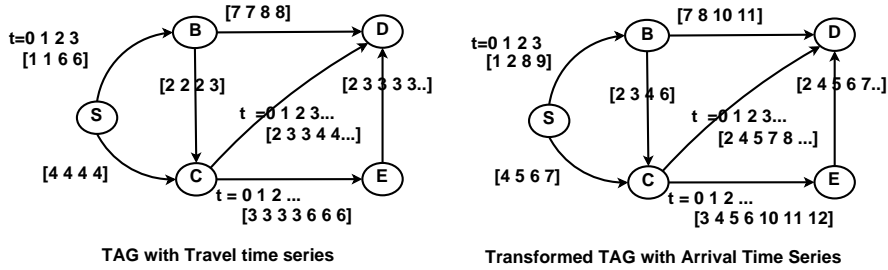 [7 7 8 8]
t=0 1 2 3
[1 1 6 6]
B
D
[2 2 2 3]
[2 3 3 3 3..]
S
t =0 1 2 3...
[2 3 3 4 4...]
[4 4 4 4]
C
E
t = 0 1 2 ...
[3 3 3 3 6 6 6]
TAG with Travel time series
[7 8 10 11]
t=0 1 2 3
[1 2 8 9]
B
D
[2 3 4 6]
[2 4 5 6 7..]
S
t =0 1 2 3...
[2 4 5 7 8 ...]
[4 5 6 7]
C
E
t = 0 1 2 ...
[3 4 5 6 10 11 12]
Transformed TAG with Arrival Time Series